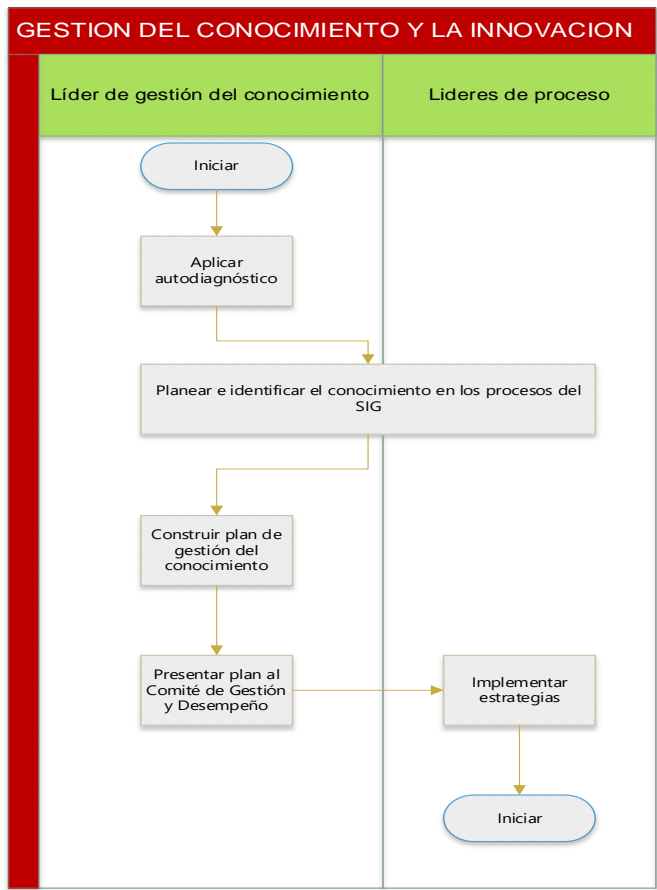 GESTION DEL CONOCIMIENTO Y LA INNOVACION
Líder de gestión del conocimiento
Lideres de proceso
Iniciar
Aplicar
autodiagnóstico
Planear e identificar el conocimiento en los procesos del
SIG
Construir plan de
gestión del
conocimiento
Presentar plan al
Comité de Gestión
y Desempeño
Implementar
estrategias
Iniciar